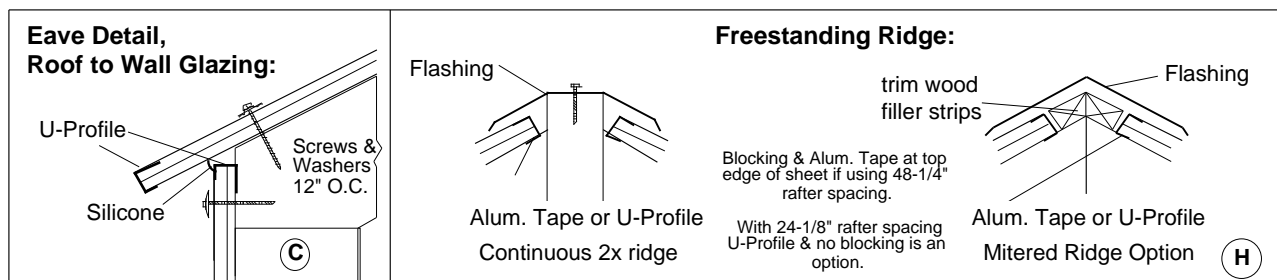 Eave Detail,
Roof to Wall Glazing:
U-Profile
Screws &
Washers
12" O.C.
Silicone
C
Freestanding Ridge:
Flashing
Alum. Tape or U-Profile
Continuous 2x ridge
Blocking & Alum. Tape at top
edge of sheet if using 48-1/4"
rafter spacing.
With 24-1/8" rafter spacing
U-Profile & no blocking is an
option.
trim wood
filler strips
Flashing
Alum. Tape or U-Profile
Mitered Ridge Option
H